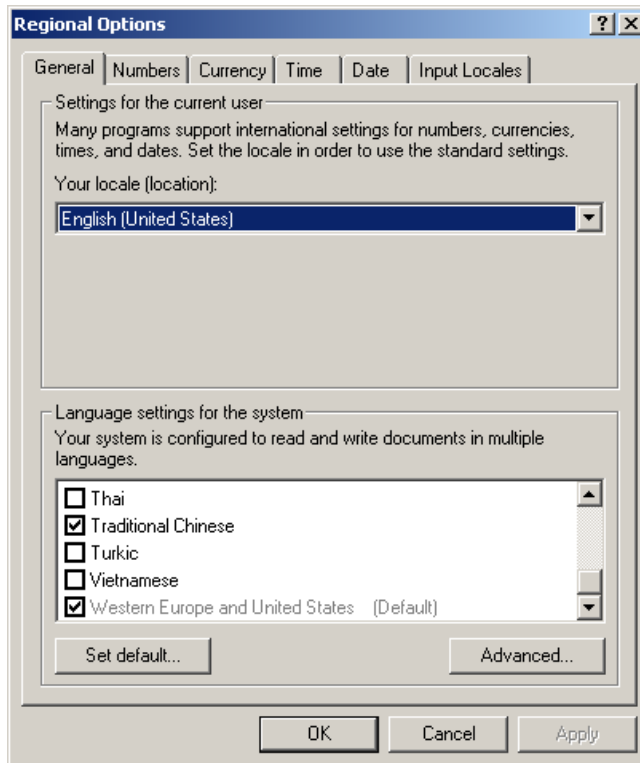 Regional Options
General Numbers Currency Time Date Input Locales
Settings for the current user
Many programs support international settings for numbers, currencies,
times, and dates. Set the locale in order to use the standard settings.
Your locale (location):
English (United States)
Language settings for the system
Your system is configured to read and write documents in multiple
languages.
Thai
Traditional Chinese
Turkic
Vietnamese
Western Europe and United States (Default)
Set default... Advanced...
OK Cancel Apply